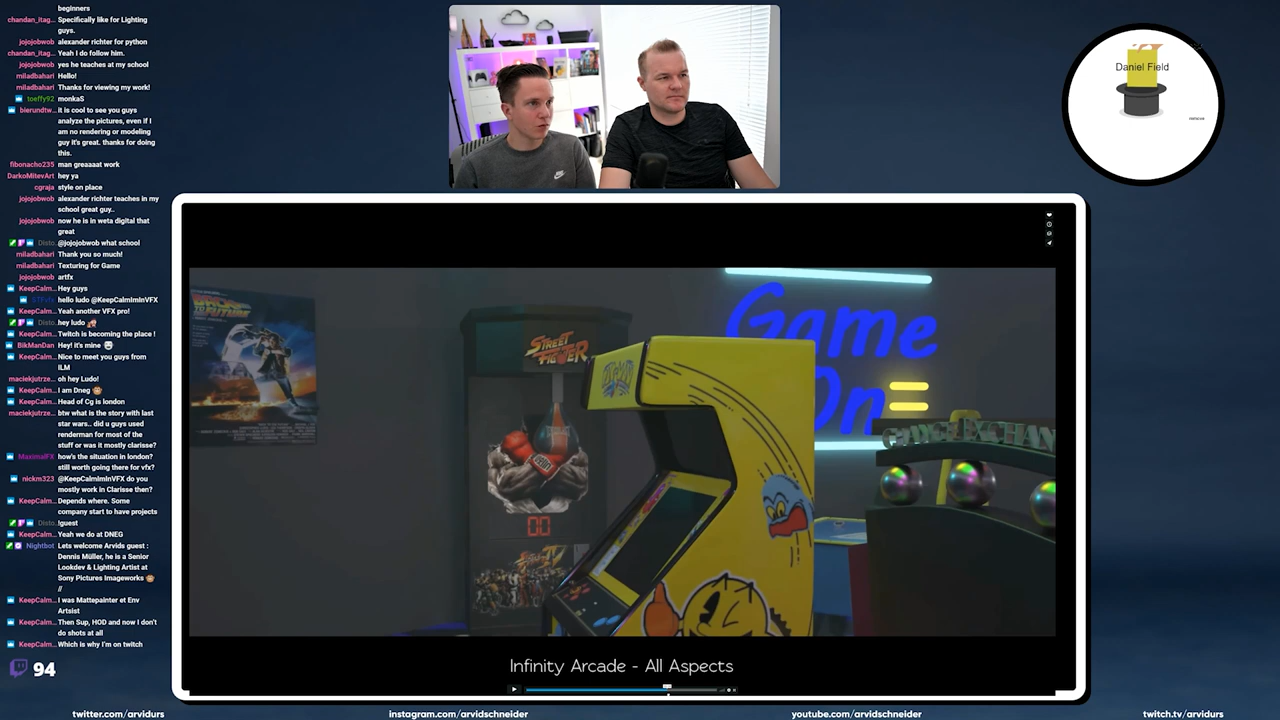 beginners
chandan_itag... Specifically like for Lighting
guys.
jojojobwob alexander richter for python
chandan_itag... Yeah I do follow him.
jojojobwob yes he teaches at my school
miladbahari Hello!
miladbahari Thanks for viewing my work!
toeffy92 monkaS
bierundiw... It is cool to see you guys
analyze the pictures, even if I
am no rendering or modeling
guy it's great. thanks for doing
this.
fibonacho235 man greaaaat work
DarkoMitevArt hey ya
cgraja style on place
jojojobwob alexander richter teaches in my
school great guy..
jojojobwob now he is in weta digital that
great
Disto. @jojojobwob what school
miladbahari Thank you so much!
miladbahari Texturing for Game
jojojobwob artfx
KeepCalm... Hey guys
hello ludo @KeepCalmImInVFX
KeepCalm... Yeah another VFX pro!
Disto. hey ludo
KeepCalm... Twitch is becoming the place !
BikManDan Hey! it's mine
KeepCalm... Nice to meet you guys from
ILM
maciekjutrze... oh hey Ludo!
KeepCalm... I am Dneg
KeepCalm... Head of Cg is london
maciekjutrze... btw what is the story with last
star wars.. did u guys used
renderman for most of the
stuff or was it mostly clarisse?
MaximalFX how's the situation in london?
still worth going there for vfx?
nickm323 @KeepCalmImInVFX do you
mostly work in Clarisse then?
KeepCalm... Depends where. Some
company start to have projects
Disto. !guest
KeepCalm... Yeah we do at DNEG
Nightbot Lets welcome Arvids guest :
Dennis Müller, he is a Senior
Lookdev & Lighting Artist at
Sony Pictures Imageworks
//
KeepCalm... I was Mattepainter et Env
Artsist
KeepCalm... Then Sup, HOD and now I don't
do shots at all
KeepCalm... Which is why I'm on twitch
94
Daniel Field
remove
BACK TO THE FUTURE
STREET FIGHTER
Game
On
00
Infinity Arcade - All Aspects
twitter.com/arvidurs
instagram.com/arvidschneider
youtube.com/arvidschneider
twitch.tv/arvidurs